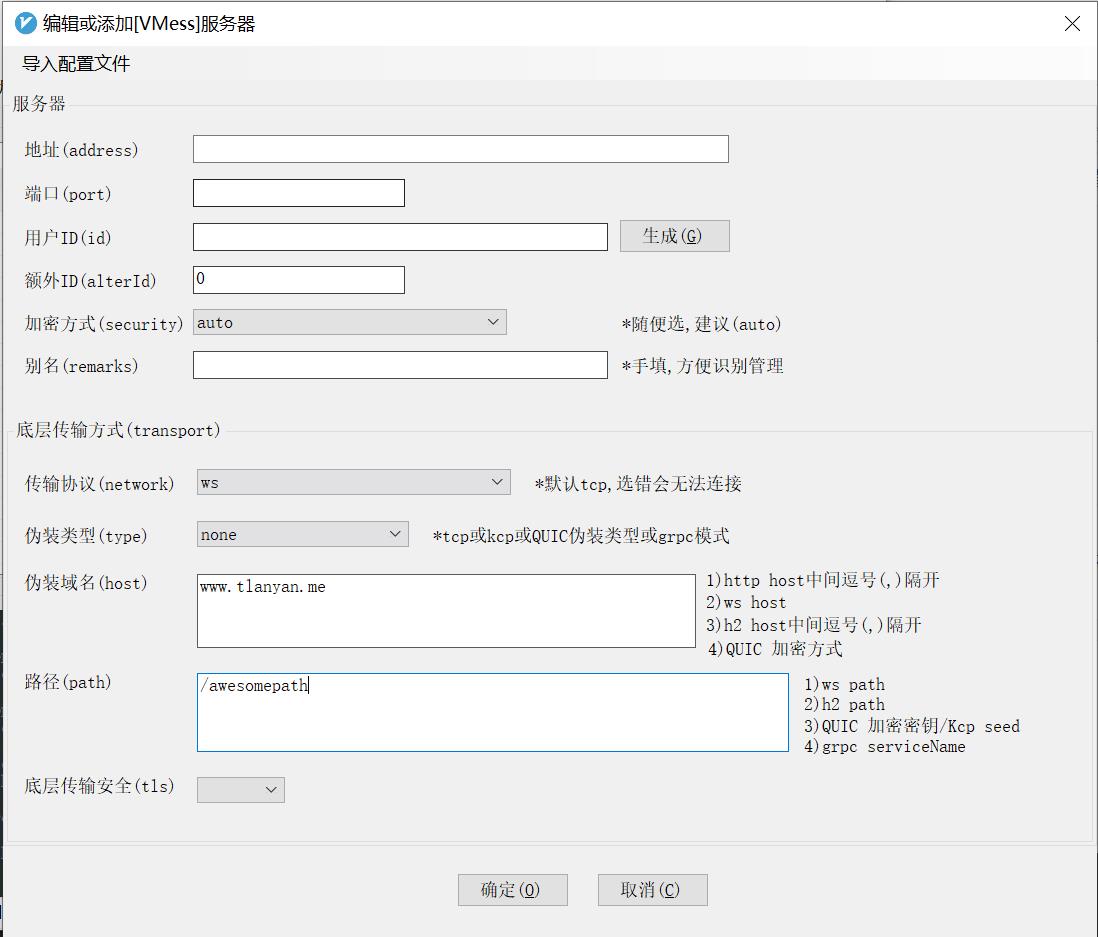 编辑或添加[VMess]服务器
导入配置文件
服务器
地址(address)
端口(port)
用户ID(id)
生成(G)
额外ID(alterId)
0
加密方式(security)
auto
*随便选,建议(auto)
别名(remarks)
*手填,方便识别管理
底层传输方式(transport)
传输协议(network)
ws
*默认tcp,选错会无法连接
伪装类型(type)
none
*tcp或kcp或QUIC伪装类型或grpc模式
伪装域名(host)
www.tlanyan.me
1)http host中间逗号(,)隔开
2)ws host
3)h2 host中间逗号(,)隔开
4)QUIC 加密方式
路径(path)
/awesomepath
1)ws path
2)h2 path
3)QUIC 加密密钥/Kcp seed
4)grpc serviceName
底层传输安全(tls)
确定(O)
取消(C)